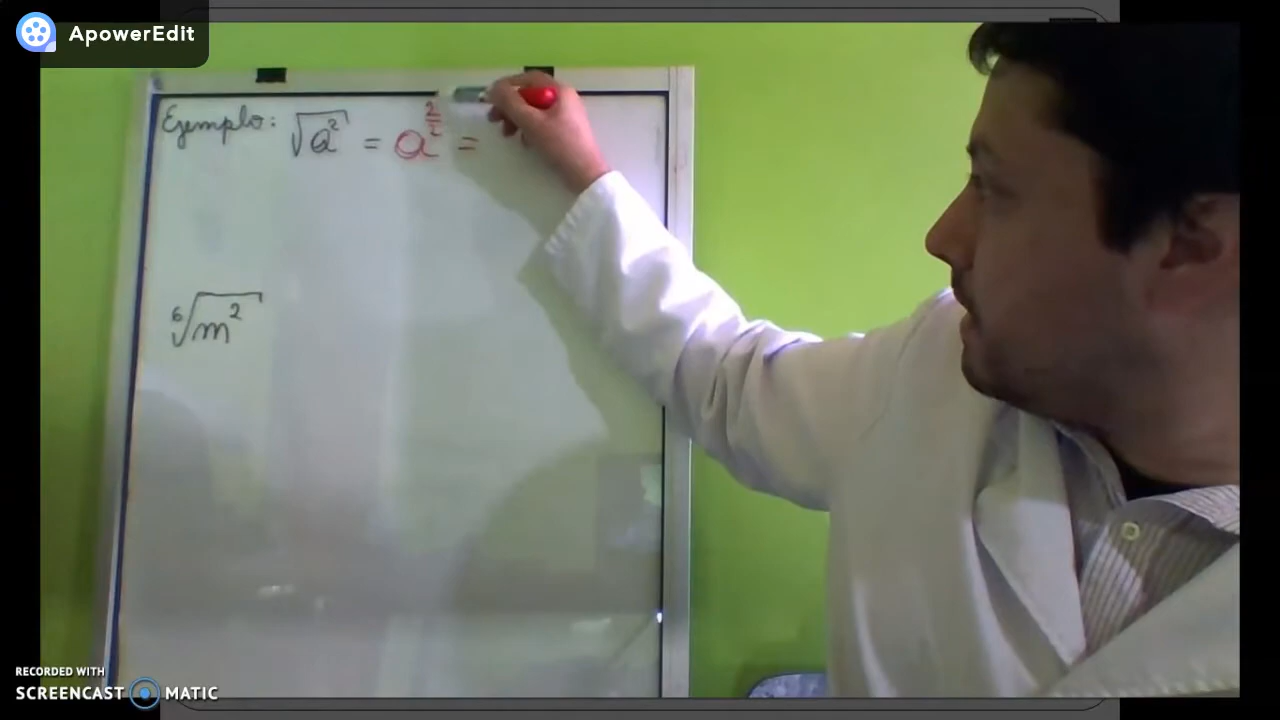 ApowerEdit
Ejemplo: √a² = a^(2/2) =
⁶√m²
RECORDED WITH
SCREENCAST MATIC